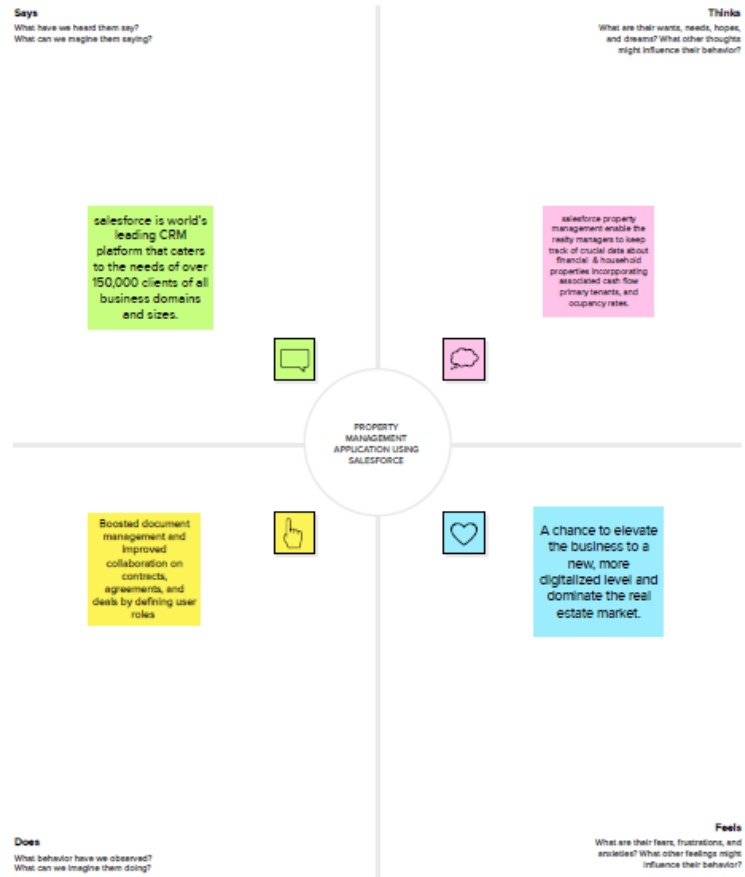 Says
What have we heard them say?
What can we magine them saying?
Thinks
What are their wants, needs, hopes,
and dreams? What other thoughts
might influence their behavior?
salesforce is world's
leading CRM
platform that caters
to the needs of over
150,000 clients of all
business domains
and sizes.
salesforce property
management enable the
realty managers to keep
track of crucial data about
financial & household
properties incorpporating
associated cash flow
primary tenants, and
ocupancy rates.
PROPERTY
MANAGEMENT
APPLICATION USING
SALESFORCE
Boosted document
management and
improved
collaboration on
contracts,
agreements, and
deals by defining user
roles
A chance to elevate
the business to a
new, more
digitalized level and
dominate the real
estate market.
Does
What behavior have we observed?
What can we imagine them doing?
Feels
What are their fears, frustrations, and
anxieties? What other feelings might
influence their behavior?